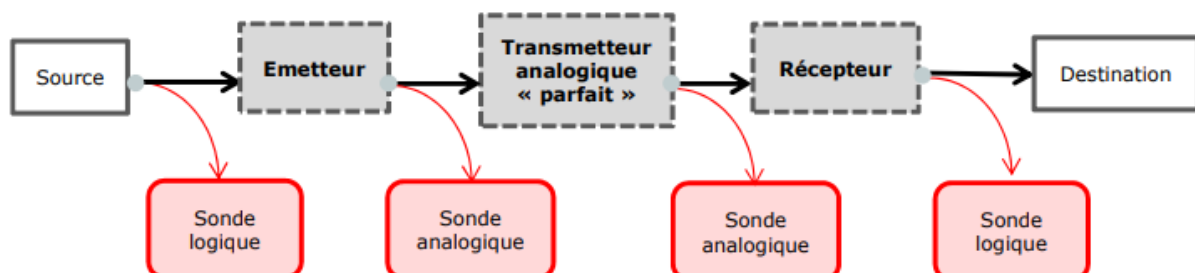 Source
Emetteur
Transmetteur
analogique
« parfait »
Récepteur
Destination
Sonde
logique
Sonde
analogique
Sonde
analogique
Sonde
logique